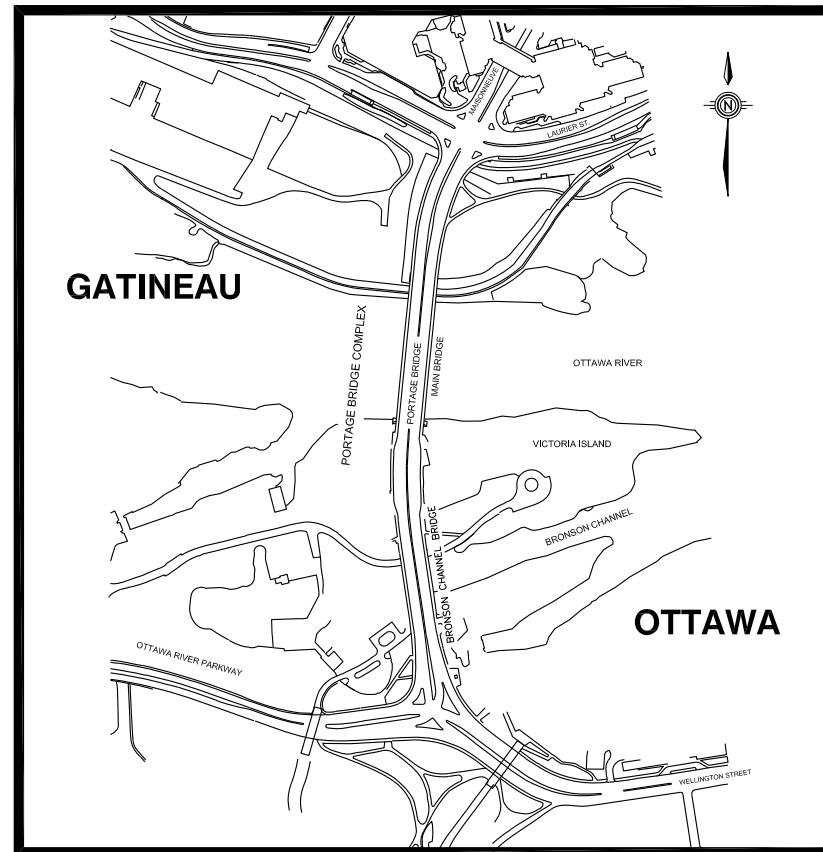 MAISONNEUVE
LAURIER ST.
N
GATINEAU
PORTAGE BRIDGE COMPLEX
PORTAGE BRIDGE
MAIN BRIDGE
OTTAWA RIVER
VICTORIA ISLAND
BRONSON CHANNEL
BRONSON CHANNEL BRIDGE
OTTAWA
OTTAWA RIVER PARKWAY
WELLINGTON STREET